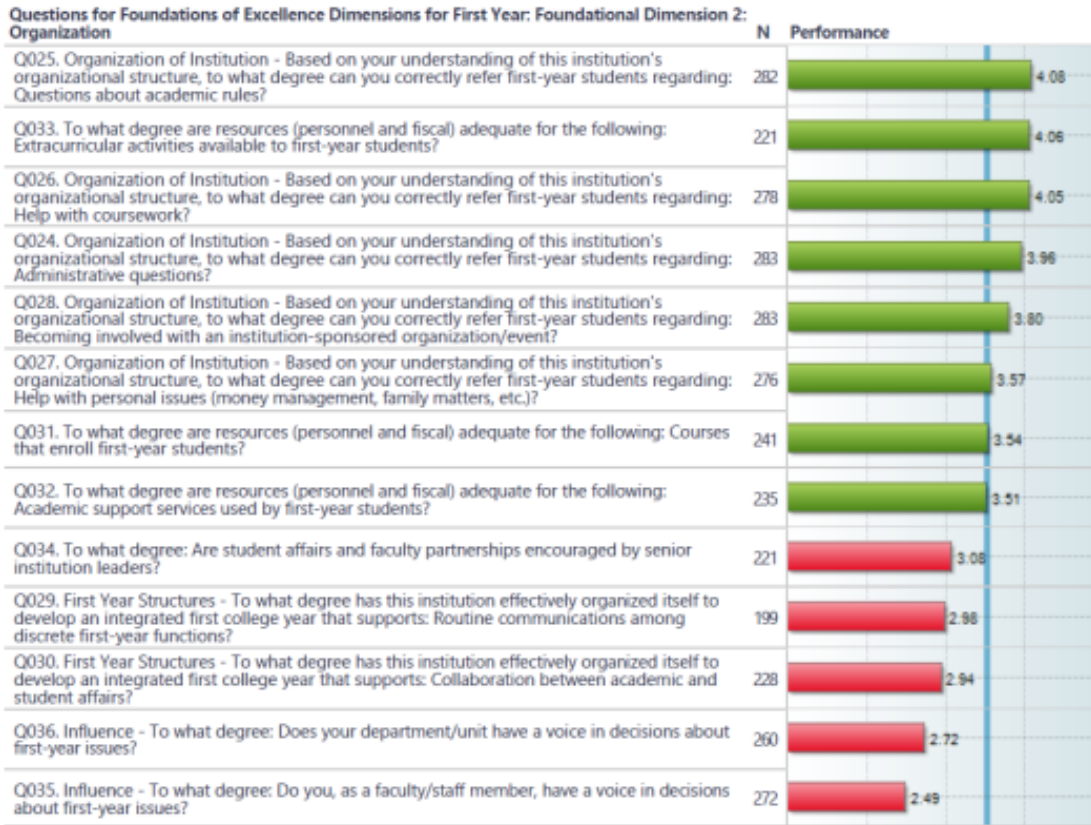 Questions for Foundations of Excellence Dimensions for First Year: Foundational Dimension 2:
Organization N Performance
Q025. Organization of Institution - Based on your understanding of this institution's
organizational structure, to what degree can you correctly refer first-year students regarding:
Questions about academic rules?
282
4.08
Q033. To what degree are resources (personnel and fiscal) adequate for the following:
Extracurricular activities available to first-year students?
221
4.06
Q026. Organization of Institution - Based on your understanding of this institution's
organizational structure, to what degree can you correctly refer first-year students regarding:
Help with coursework?
278
4.05
Q024. Organization of Institution - Based on your understanding of this institution's
organizational structure, to what degree can you correctly refer first-year students regarding:
Administrative questions?
283
3.96
Q028. Organization of Institution - Based on your understanding of this institution's
organizational structure, to what degree can you correctly refer first-year students regarding:
Becoming involved with an institution-sponsored organization/event?
283
3.80
Q027. Organization of Institution - Based on your understanding of this institution's
organizational structure, to what degree can you correctly refer first-year students regarding:
Help with personal issues (money management, family matters, etc.)?
276
3.57
Q031. To what degree are resources (personnel and fiscal) adequate for the following: Courses
that enroll first-year students?
241
3.54
Q032. To what degree are resources (personnel and fiscal) adequate for the following:
Academic support services used by first-year students?
235
3.51
Q034. To what degree: Are student affairs and faculty partnerships encouraged by senior
institution leaders?
221
3.08
Q029. First Year Structures - To what degree has this institution effectively organized itself to
develop an integrated first college year that supports: Routine communications among
discrete first-year functions?
199
2.98
Q030. First Year Structures - To what degree has this institution effectively organized itself to
develop an integrated first college year that supports: Collaboration between academic and
student affairs?
228
2.94
Q036. Influence - To what degree: Does your department/unit have a voice in decisions about
first-year issues?
260
2.72
Q035. Influence - To what degree: Do you, as a faculty/staff member, have a voice in decisions
about first-year issues?
272
2.49